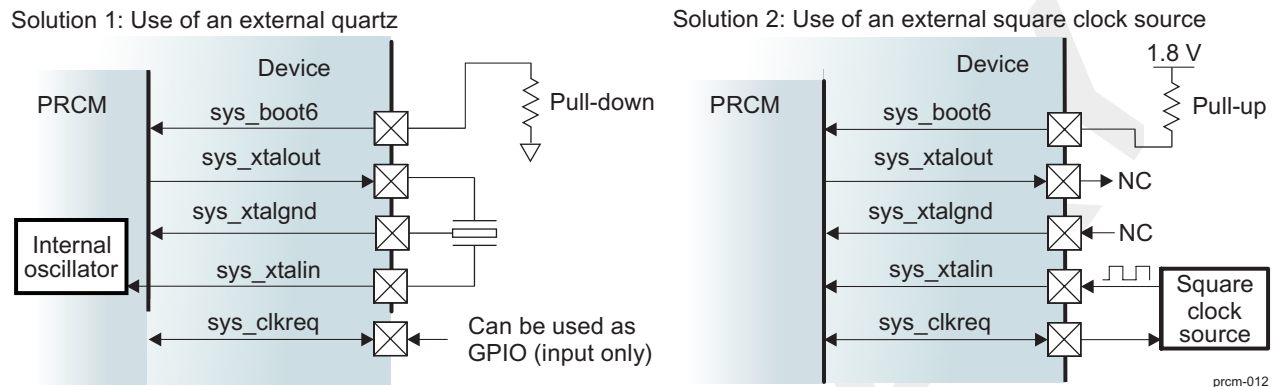 Solution 1: Use of an external quartz
Device
PRCM
sys_boot6
Pull-down
sys_xtalout
sys_xtalgnd
Internal
oscillator
sys_xtalin
sys_clkreq
Can be used as
GPIO (input only)
Solution 2: Use of an external square clock source
1.8 V
Device
PRCM
Pull-up
sys_boot6
sys_xtalout
NC
sys_xtalgnd
NC
sys_xtalin
Square
clock
source
sys_clkreq
prcm-012